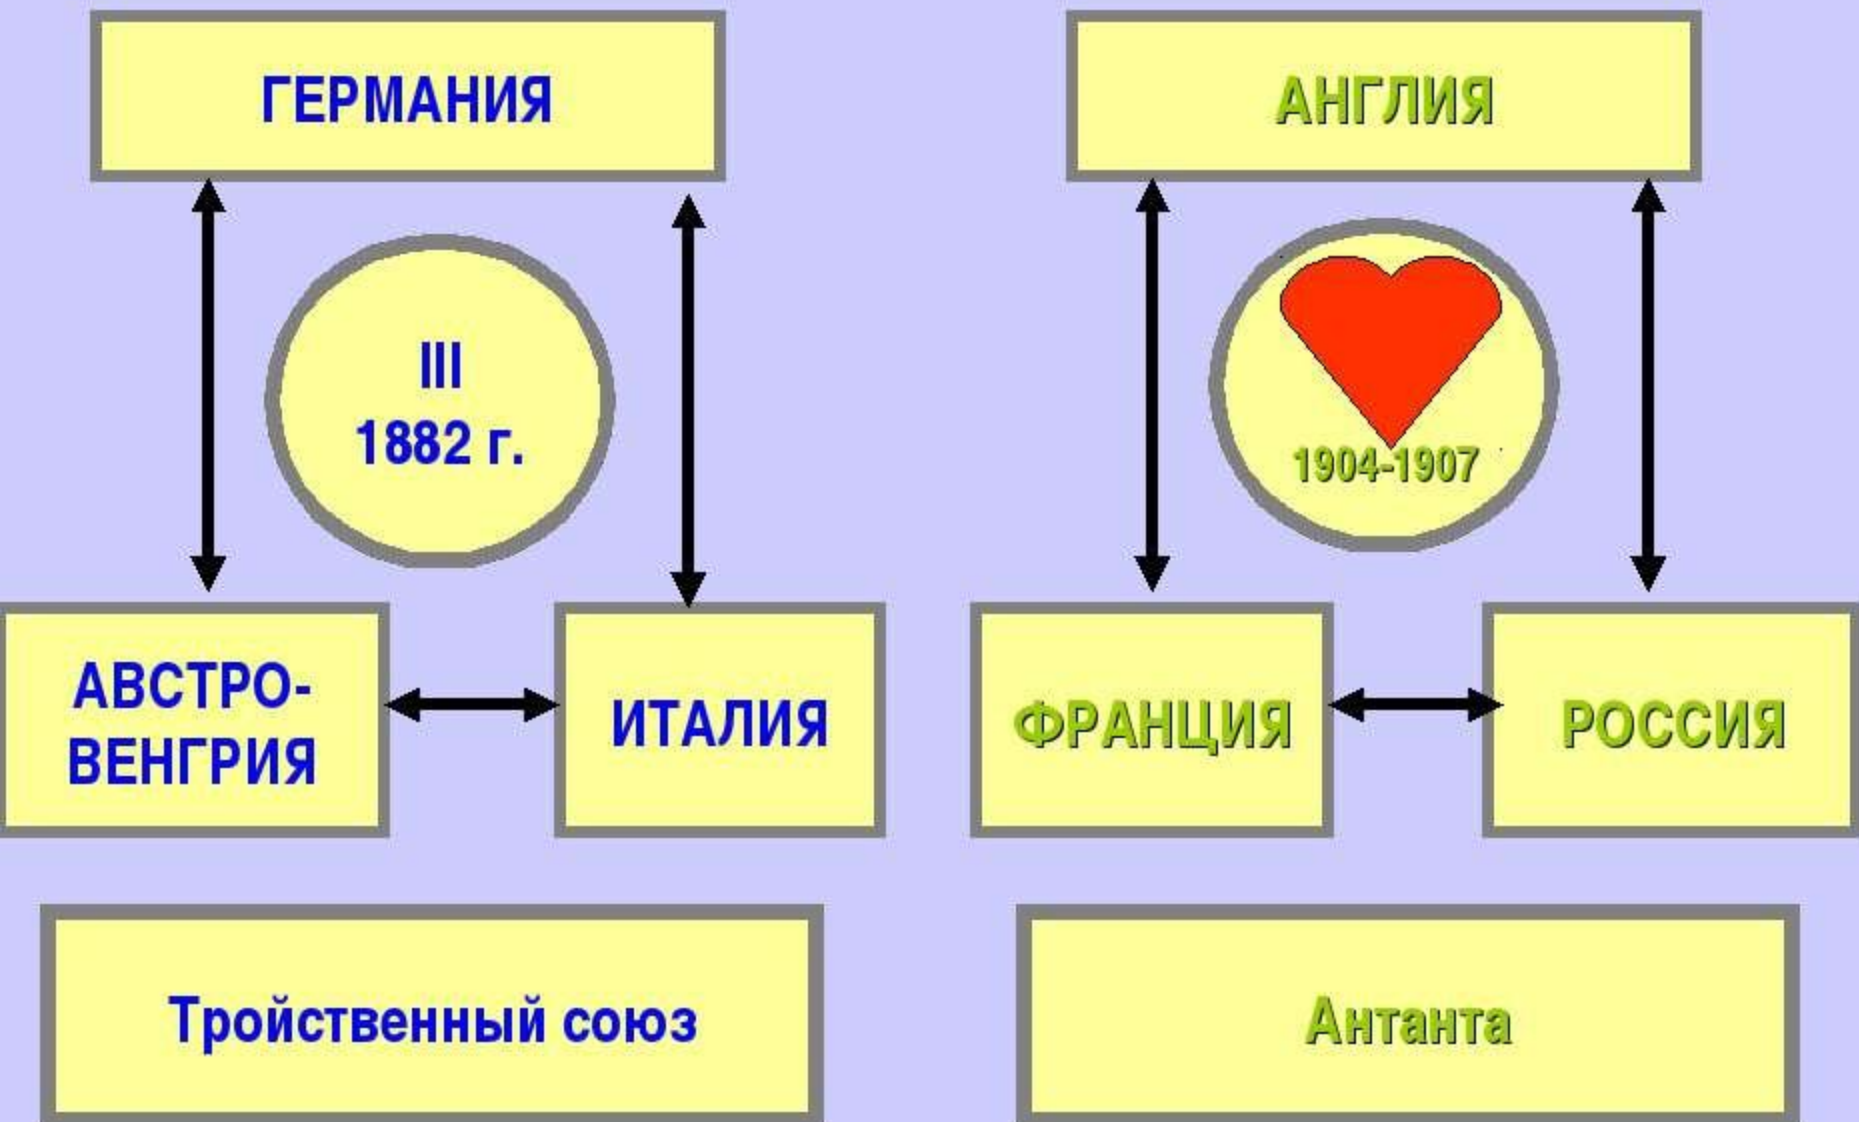 ГЕРМАНИЯ
АНГЛИЯ
III
1882 г.
1904-1907
АВСТРО-
ВЕНГРИЯ
ИТАЛИЯ
ФРАНЦИЯ
РОССИЯ
Тройственный союз
Антанта